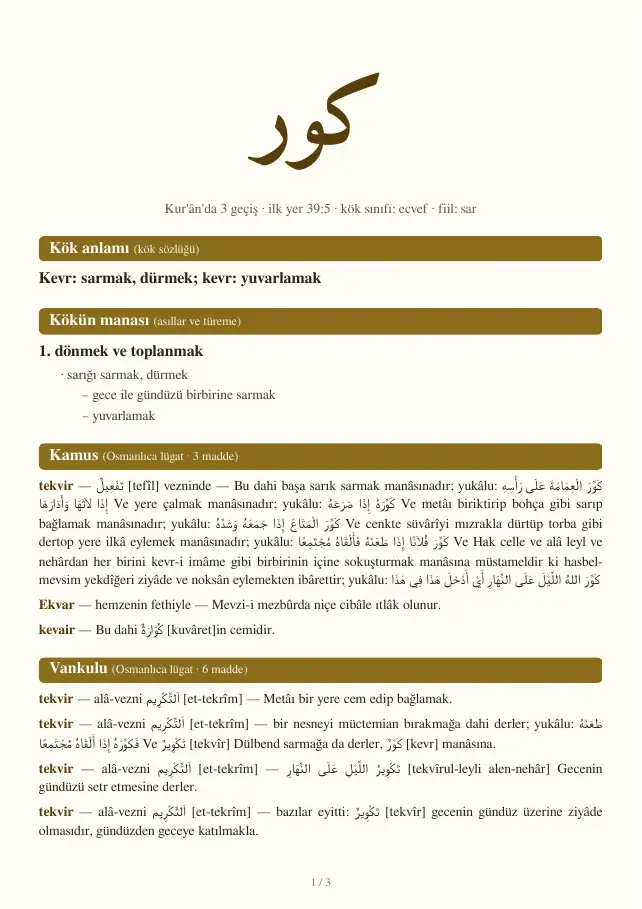 كور
Kur'ân'da 3 geçiş · ilk yer 39:5 · kök sınıfı: ecvef · fiil: sar
Kök anlamı (kök sözlüğü)
Kevr: sarmak, dürmek; kevr: yuvarlamak
Kökün manası (asıllar ve türeme)
1. dönmek ve toplanmak
· sarığı sarmak, dürmek
– gece ile gündüzü birbirine sarmak
– yuvarlamak
Kamus (Osmanlıca lügat · 3 madde)
tekvir — تَفْعِيلٌ [tefîl] vezninde — Bu dahi başa sarık sarmak manâsınadır; yukâlu: كَوَّرَ الْعِمَامَةَ عَلَى رَأْسِهِ
إِذَا لاَثَهَا وَأَدَارَهَا Ve yere çalmak manâsınadır; yukâlu: كَوَّرَهُ إِذَا صَرَعَهُ Ve metâı biriktirip bohça gibi sarıp
bağlamak manâsınadır; yukâlu: كَوَّرَ الْمَتَاعَ إِذَا جَمَعَهُ وَشَدَّهُ Ve cenkte süvârîyi mızrakla dürtüp torba gibi
dertop yere ilkâ eylemek manâsınadır; yukâlu: كَوَّرَ فُلاَنًا إِذَا طَعَنَهُ فَأَلْقَاهُ مُجْتَمِعًا Ve Hak celle ve alâ leyl ve
nehârdan her birini kevr-i imâme gibi birbirinin içine sokuşturmak manâsına müstameldir ki hasbel-
mevsim yekdîğeri ziyâde ve noksân eylemekten ibârettir; yukâlu: كَوَّرَ اللهُ اللَّيْلَ عَلَى النَّهَارِ أَيْ أَدْخَلَ هَذَا فِي هَذَا
Ekvar — hemzenin fethiyle — Mevzi-i mezbûrda niçe cibâle ıtlâk olunur.
kevair — Bu dahi كُوَارَةٌ [kuvâret]in cemidir.
Vankulu (Osmanlıca lügat · 6 madde)
tekvir — alâ-vezni اَلتَّكْرِيم [et-tekrîm] — Metâı bir yere cem edip bağlamak.
tekvir — alâ-vezni اَلتَّكْرِيم [et-tekrîm] — bir nesneyi müctemian bırakmağa dahi derler; yukâlu: طَعَنَهُ
فَكَوَّرَهُ إِذَا أَلْقَاهُ مُجْتَمِعًا Ve تَكْوِيرٌ [tekvîr] Dülbend sarmağa da derler, كَوْرٌ [kevr] manâsına.
tekvir — alâ-vezni اَلتَّكْرِيم [et-tekrîm] — تَكْوِيرُ اللَّيْلِ عَلَى النَّهَارِ [tekvîrul-leyli alen-nehâr] Gecenin
gündüzü setr etmesine derler.
tekvir — alâ-vezni اَلتَّكْرِيم [et-tekrîm] — bazılar eyitti: تَكْوِيرٌ [tekvîr] gecenin gündüz üzerine ziyâde
olmasıdır, gündüzden geceye katılmakla.
1 / 3